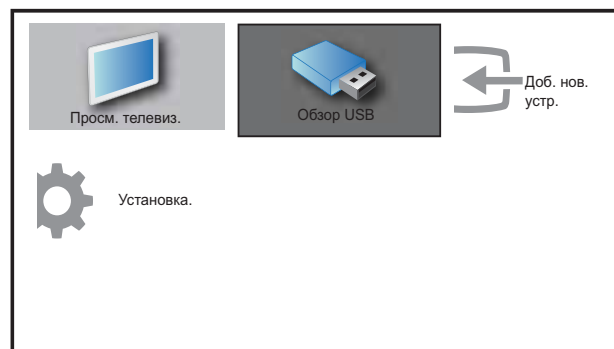 Просм. телевиз.
Обзор USB
Доб. нов.
устр.
Установка.